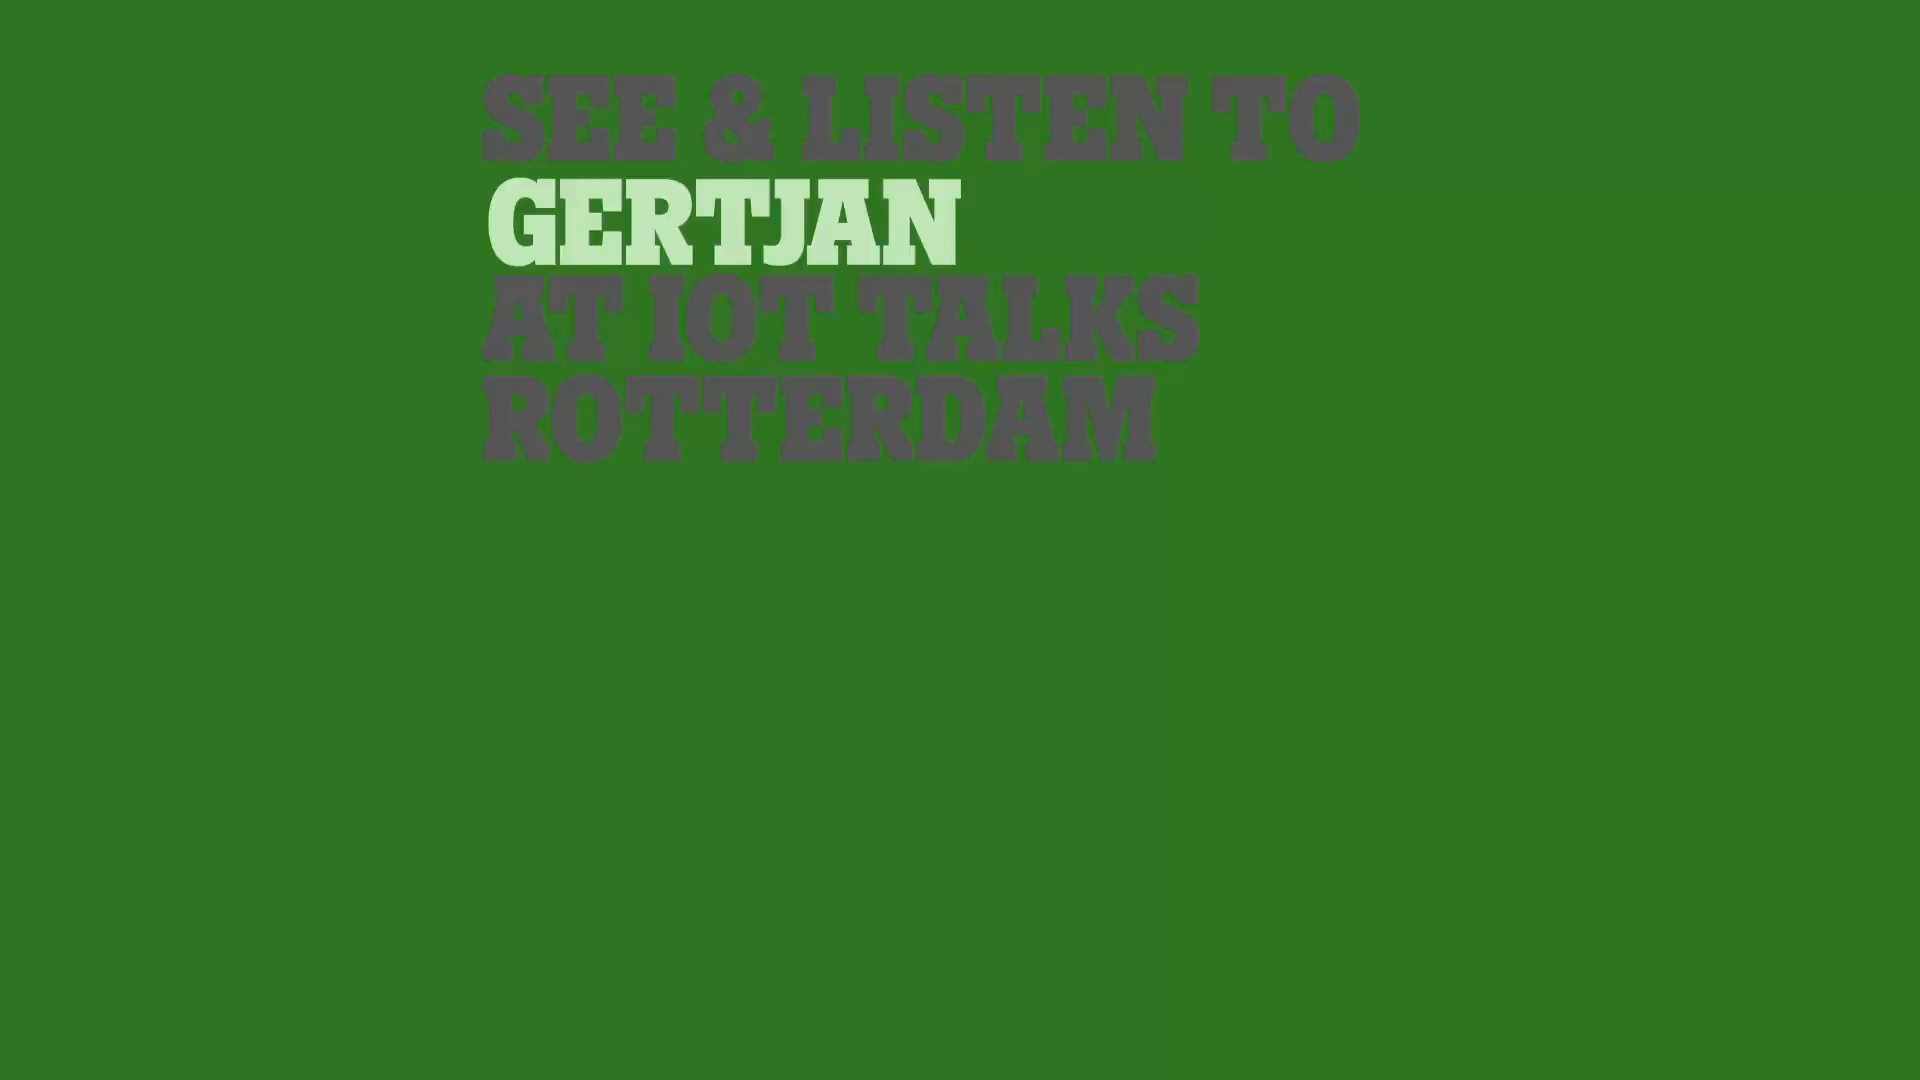 SEE & LISTEN TO
GERTJAN
AT IOT TALKS
ROTTERDAM